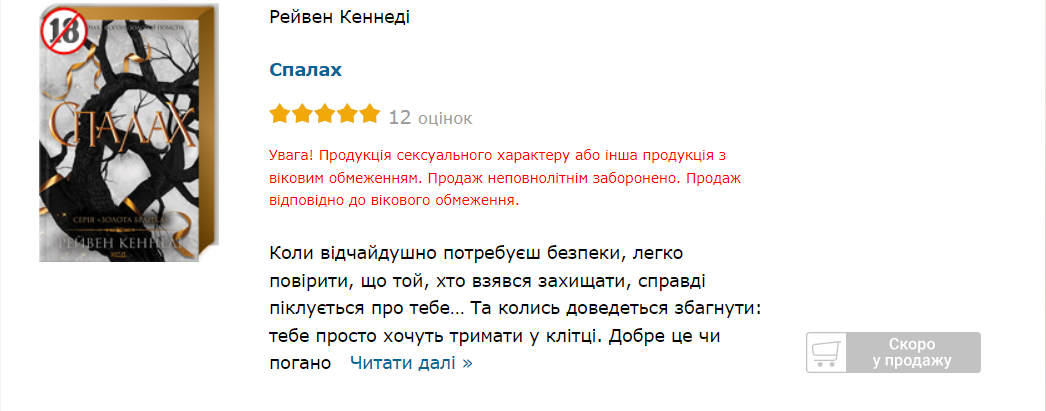 Рейвен Кеннеді
Спалах
12 оцінок
Увага! Продукція сексуального характеру або інша продукція з
віковим обмеженням. Продаж неповнолітнім заборонено. Продаж
відповідно до вікового обмеження.
Коли відчайдушно потребуєш безпеки, легко
повірити, що той, хто взявся захищати, справді
піклується про тебе... Та колись доведеться збагнути:
тебе просто хочуть тримати у клітці. Добре це чи
погано Читати далі »
Скоро
у продажу
18
СПАЛАХ
СЕРІЯ «ЗОЛОТА БРАНКА»
РЕЙВЕН КЕННЕДІ
КСД